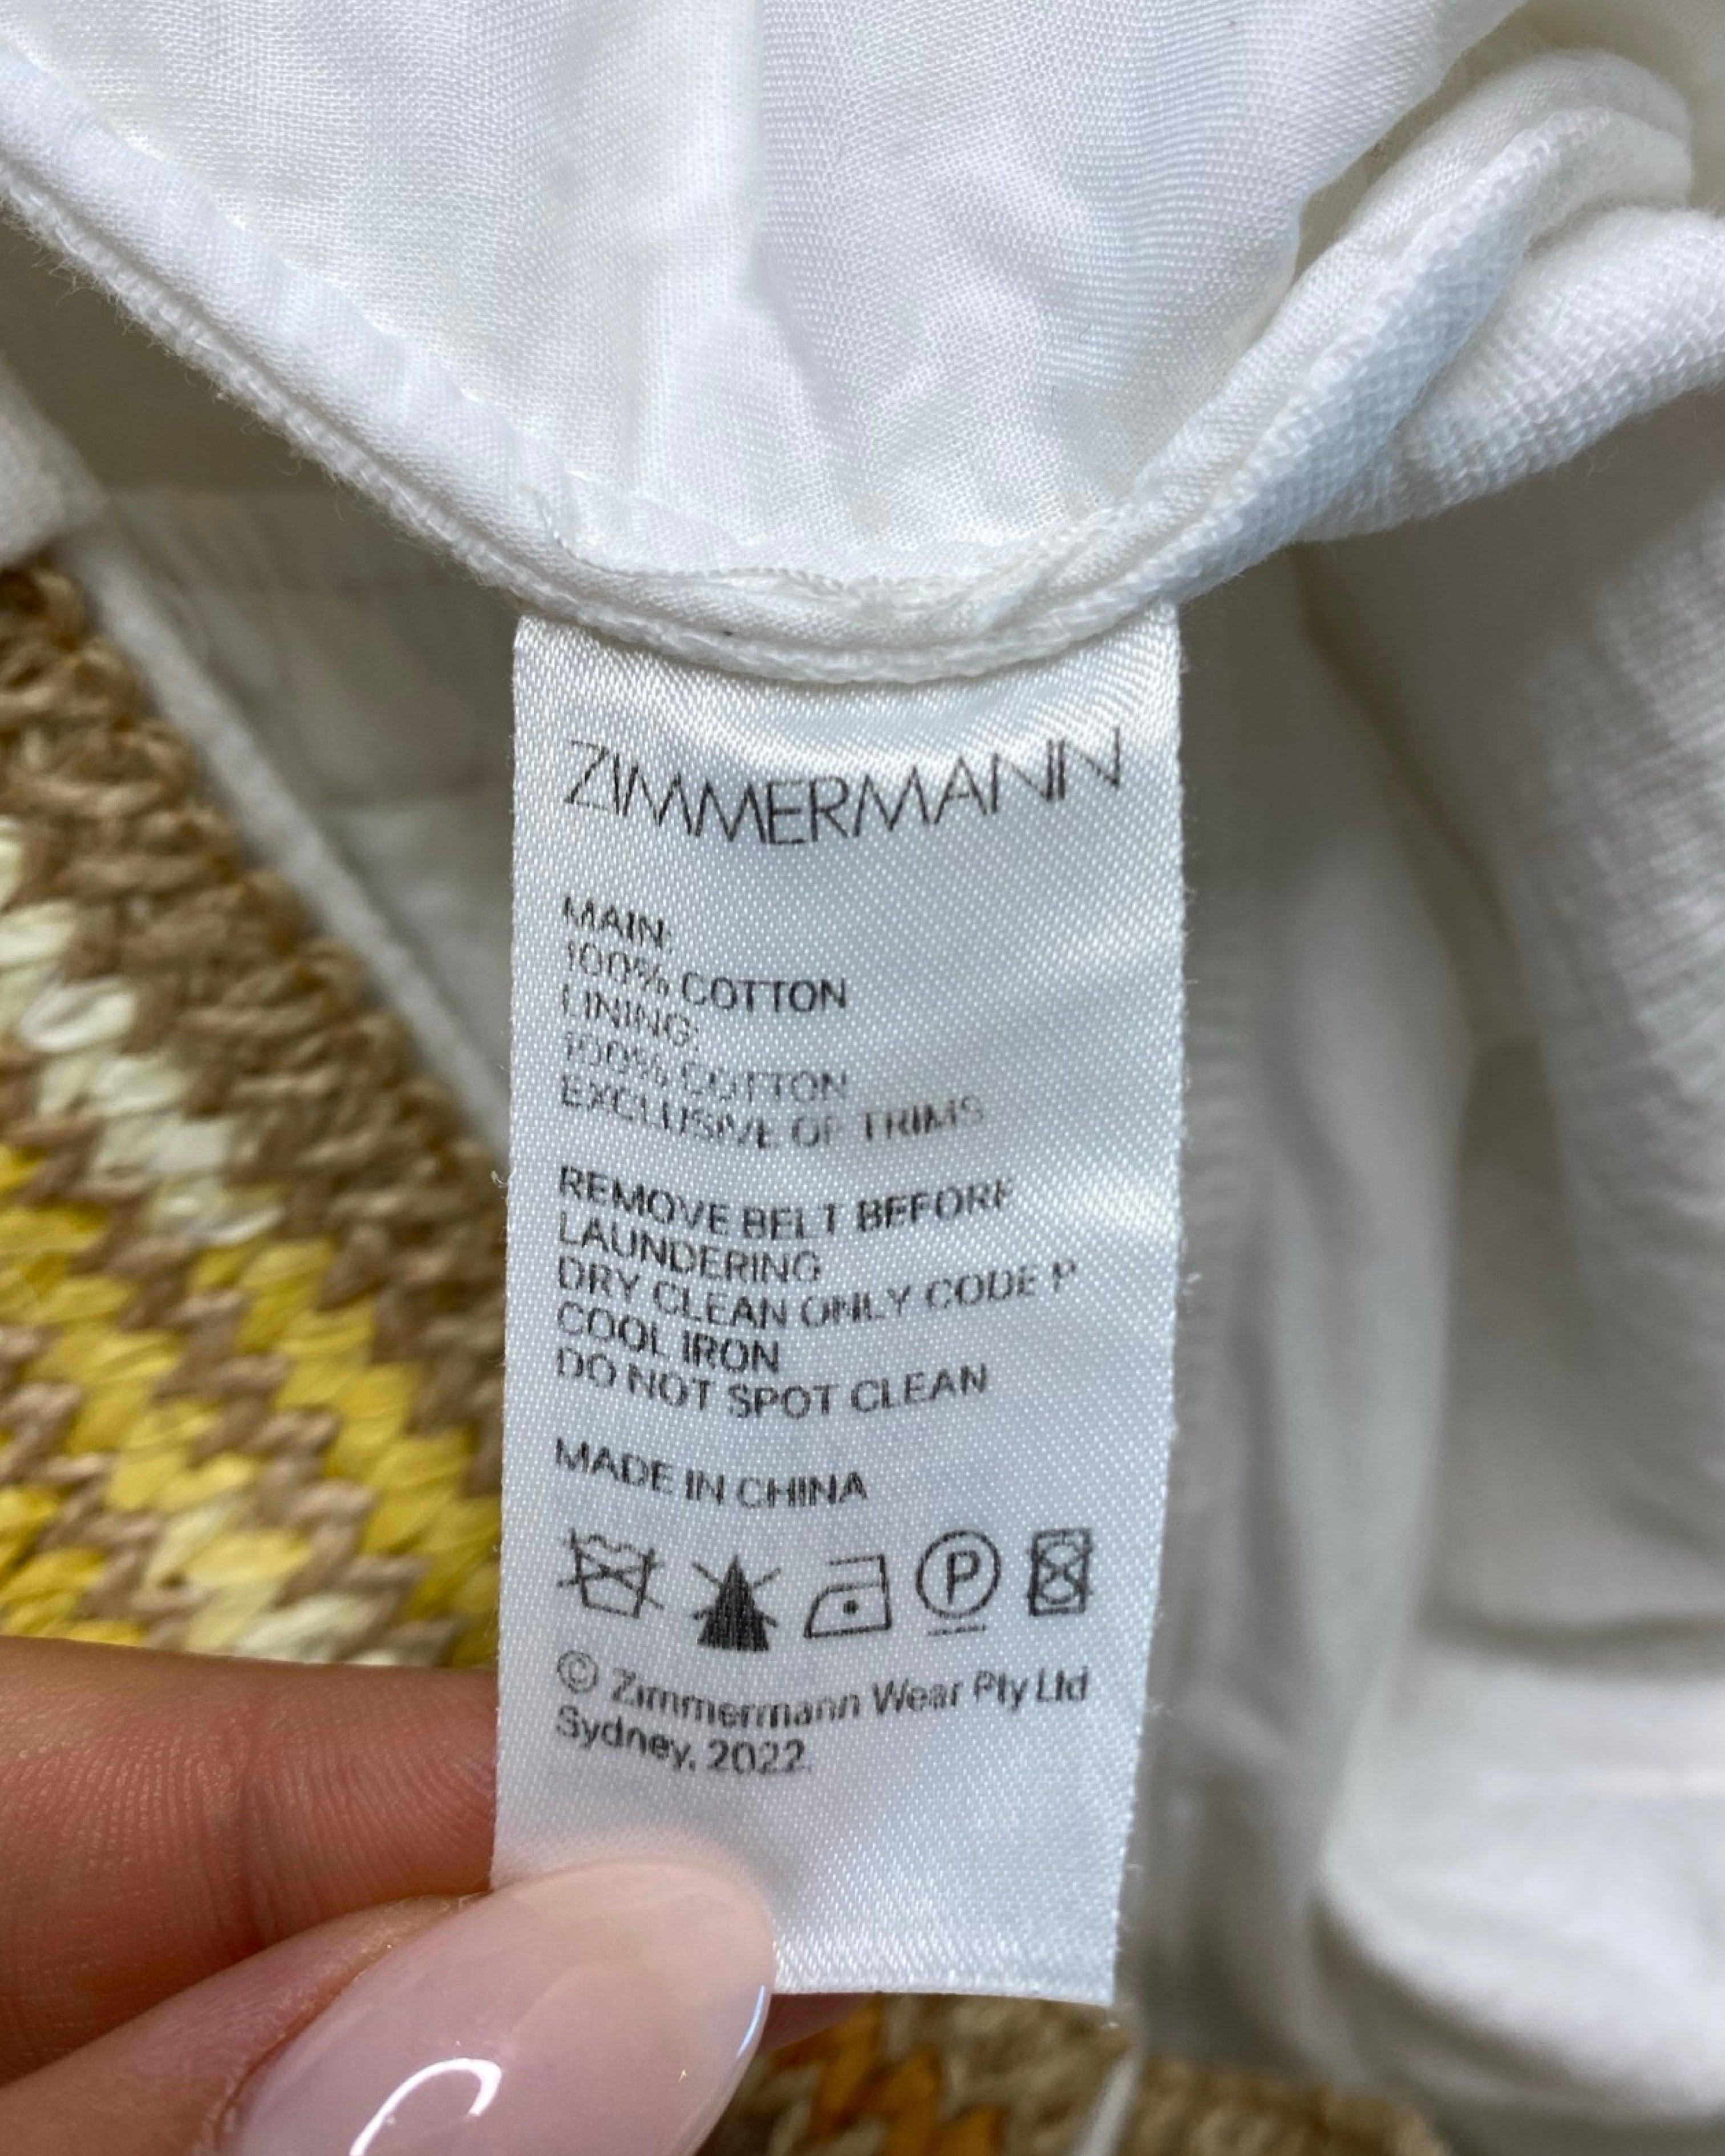 ZIMMERMANN
MAIN:
100% COTTON
LINING:
100% COTTON
EXCLUSIVE OF TRIMS
REMOVE BELT BEFORE
LAUNDERING
DRY CLEAN ONLY CODE P
COOL IRON
DO NOT SPOT CLEAN
MADE IN CHINA
P
© Zimmermann Wear Pty Ltd
Sydney, 2022